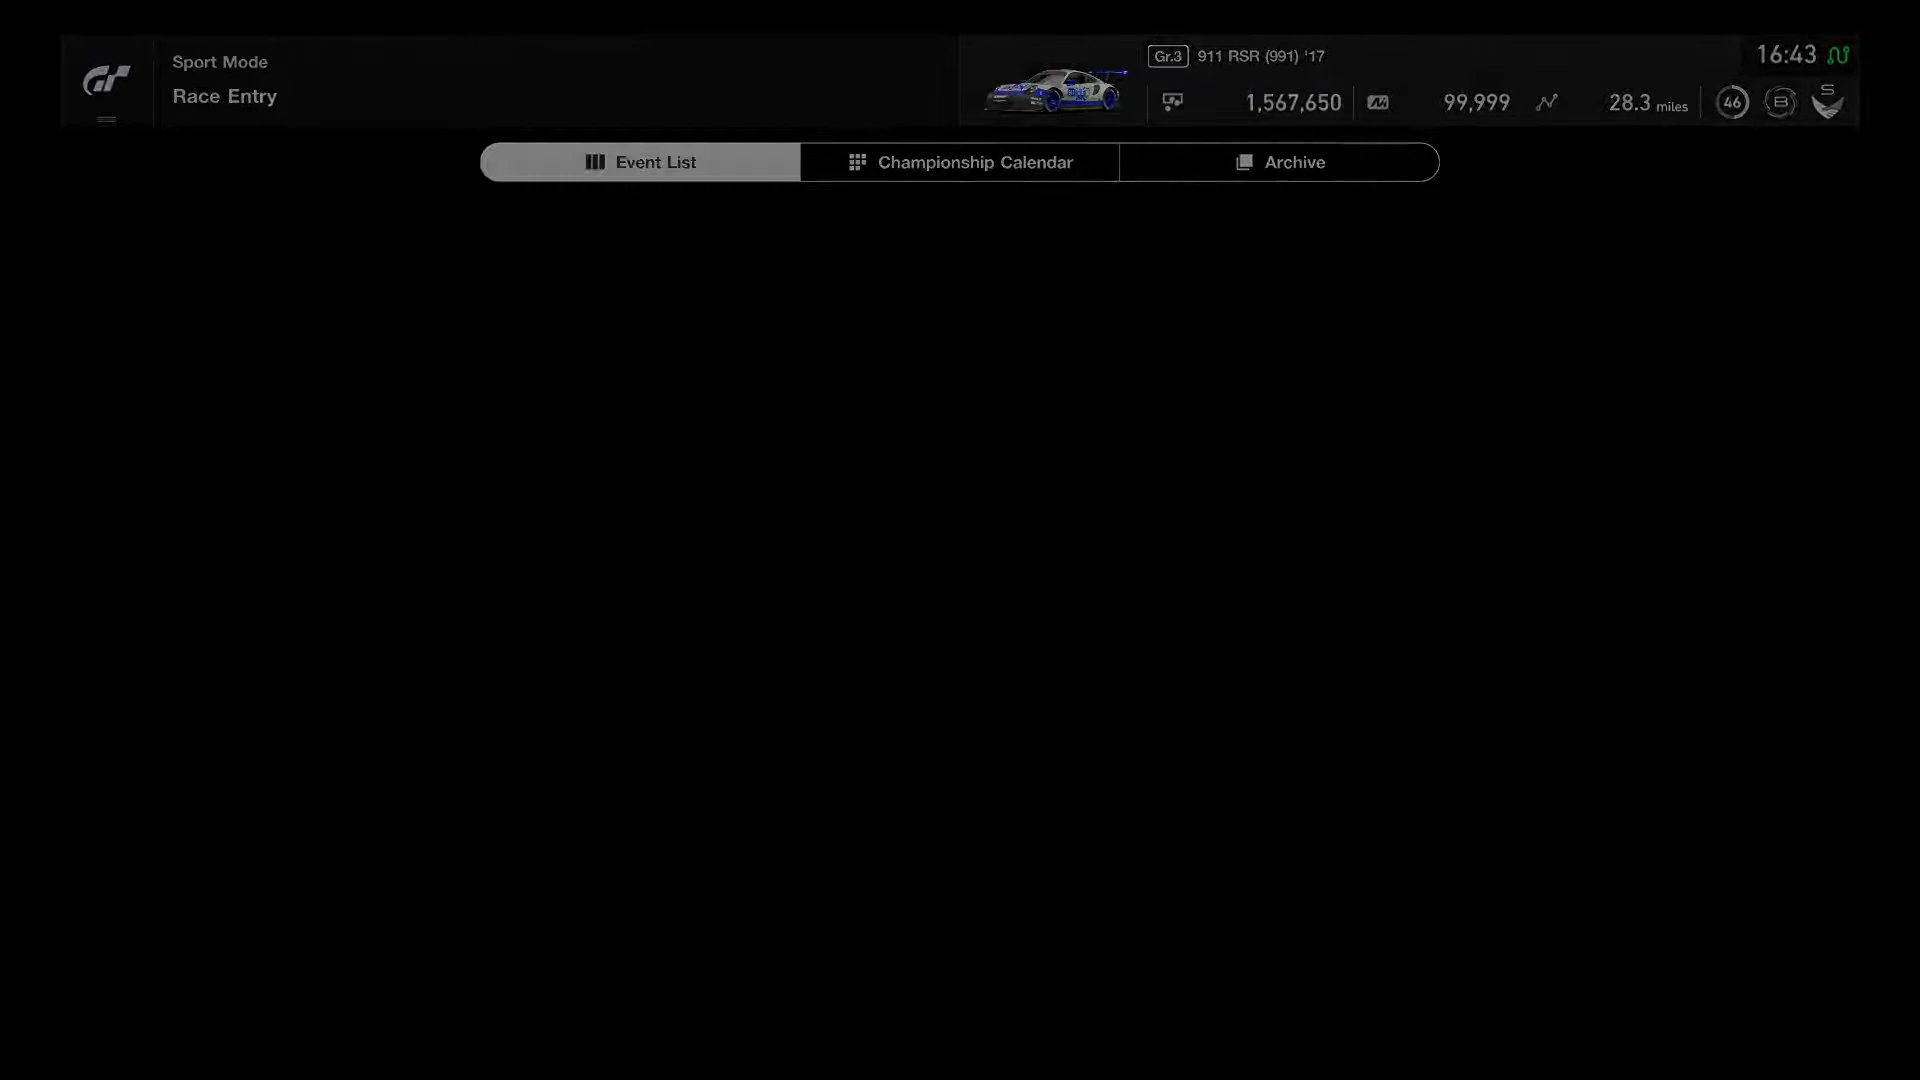 Sport Mode
Race Entry
Gr.3 911 RSR (991) '17
16:43
1,567,650
99,999
28.3 miles
46
B
S
Event List
Championship Calendar
Archive